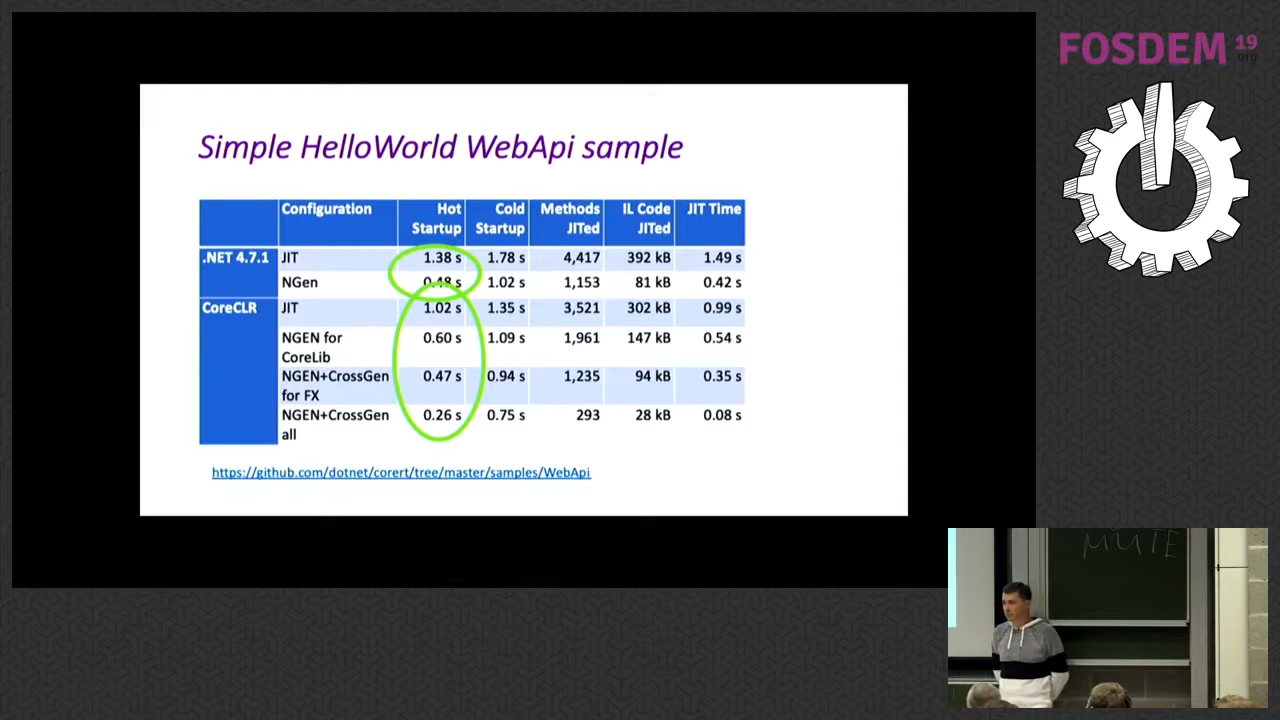 FOSDEM 19
.org
Simple HelloWorld WebApi sample
Configuration Hot Startup Cold Startup Methods JITed IL Code JITed JIT Time
.NET 4.7.1 JIT 1.38 s 1.78 s 4,417 392 kB 1.49 s
NGen 0.48 s 1.02 s 1,153 81 kB 0.42 s
CoreCLR JIT 1.02 s 1.35 s 3,521 302 kB 0.99 s
NGEN for CoreLib 0.60 s 1.09 s 1,961 147 kB 0.54 s
NGEN+CrossGen for FX 0.47 s 0.94 s 1,235 94 kB 0.35 s
NGEN+CrossGen all 0.26 s 0.75 s 293 28 kB 0.08 s
https://github.com/dotnet/corert/tree/master/samples/WebApi
MUTE